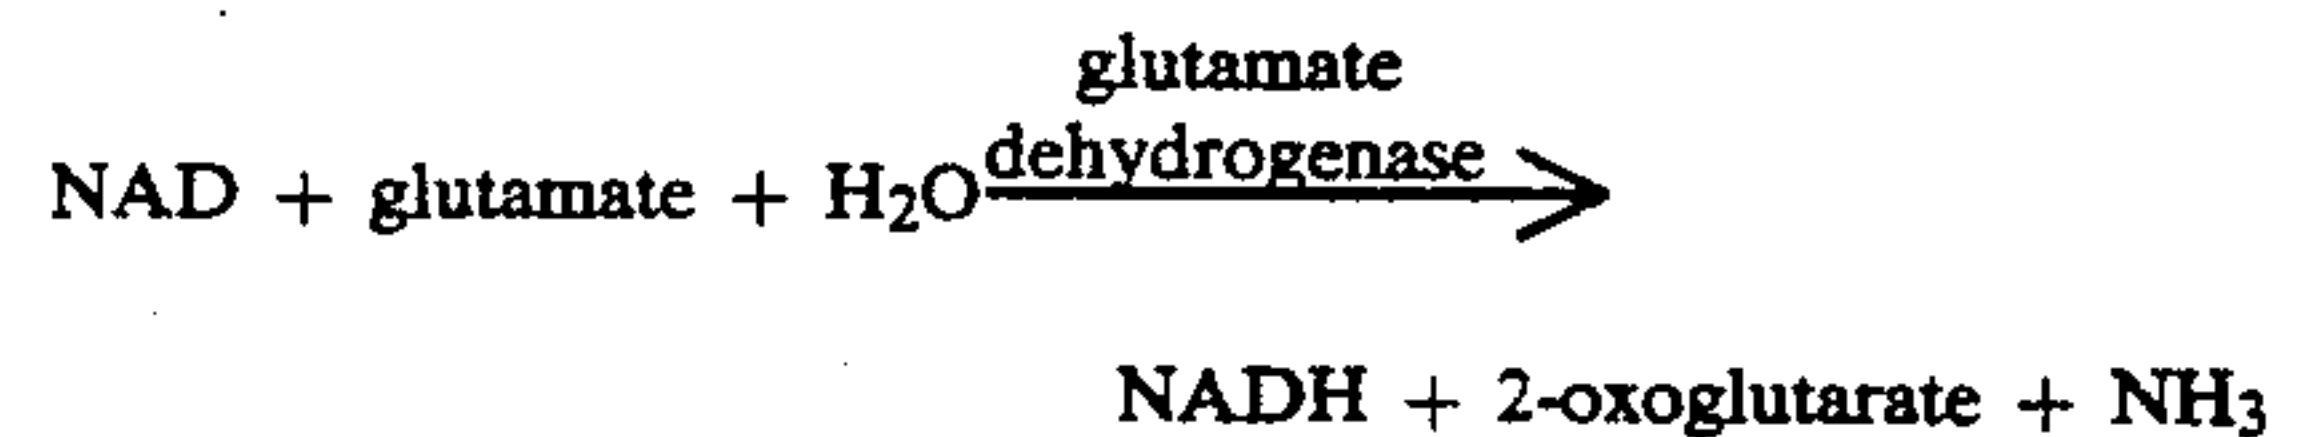 glutamate
dehydrogenase
NAD + glutamate + H₂O
NADH + 2-oxoglutarate + NH₃